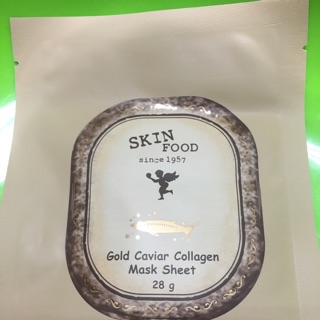 SKIN
FOOD
since 1957
Gold Caviar Collagen
Mask Sheet
28 g